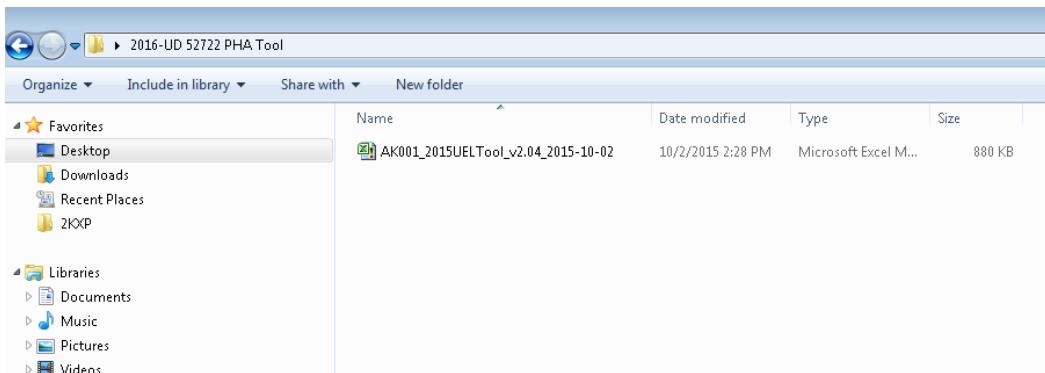 2016-UD 52722 PHA Tool
Organize Include in library Share with New folder
Favorites
Desktop
Downloads
Recent Places
2KXP
Libraries
Documents
Music
Pictures
Videos
Name Date modified Type Size
AK001_2015UELTool_v2.04_2015-10-02 10/2/2015 2:28 PM Microsoft Excel M... 880 KB